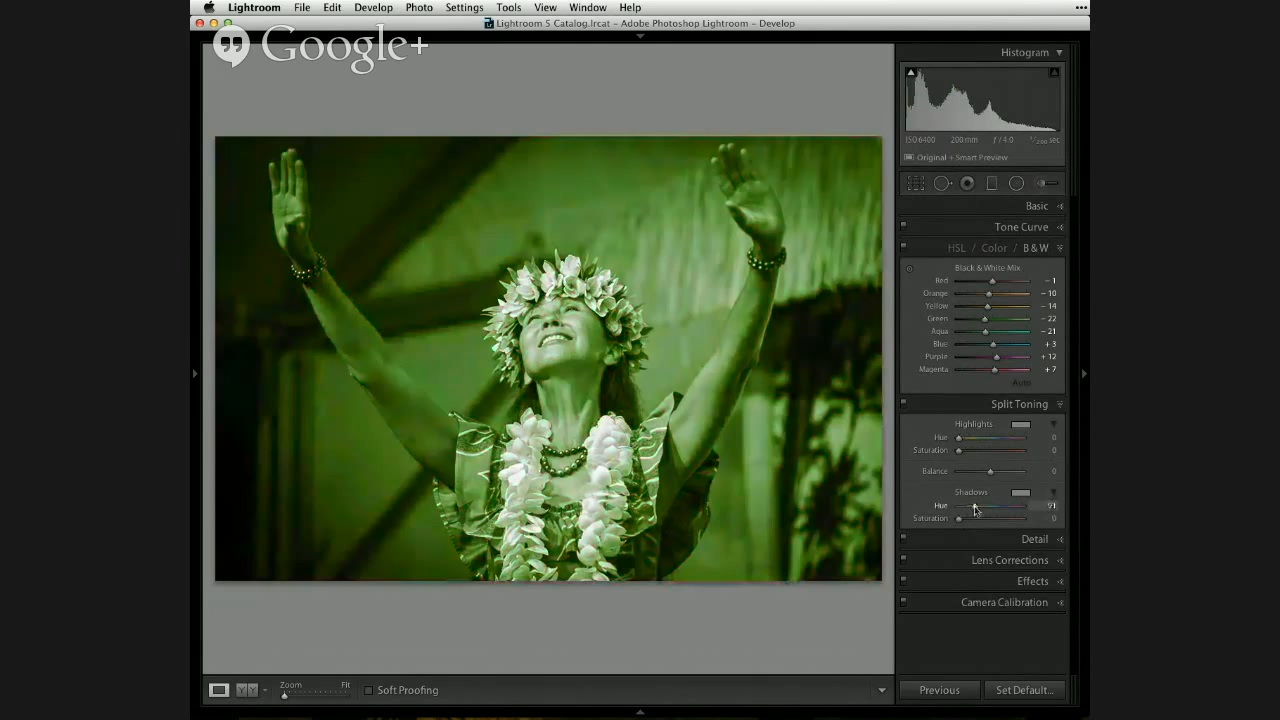 Lightroom File Edit Develop Photo Settings Tools View Window Help
Lightroom 5 Catalog.lrcat - Adobe Photoshop Lightroom - Develop
Google+
Histogram
ISO 6400 200 mm ƒ / 4.0 1/200 sec
Original + Smart Preview
Basic
Tone Curve
HSL / Color / B & W
Black & White Mix
Red - 1
Orange - 10
Yellow - 14
Green - 22
Aqua - 21
Blue + 3
Purple + 12
Magenta + 7
Auto
Split Toning
Highlights
Hue 0
Saturation 0
Balance 0
Shadows
Hue 91
Saturation 0
Detail
Lens Corrections
Effects
Camera Calibration
Zoom Fit
Soft Proofing
Previous Set Default...